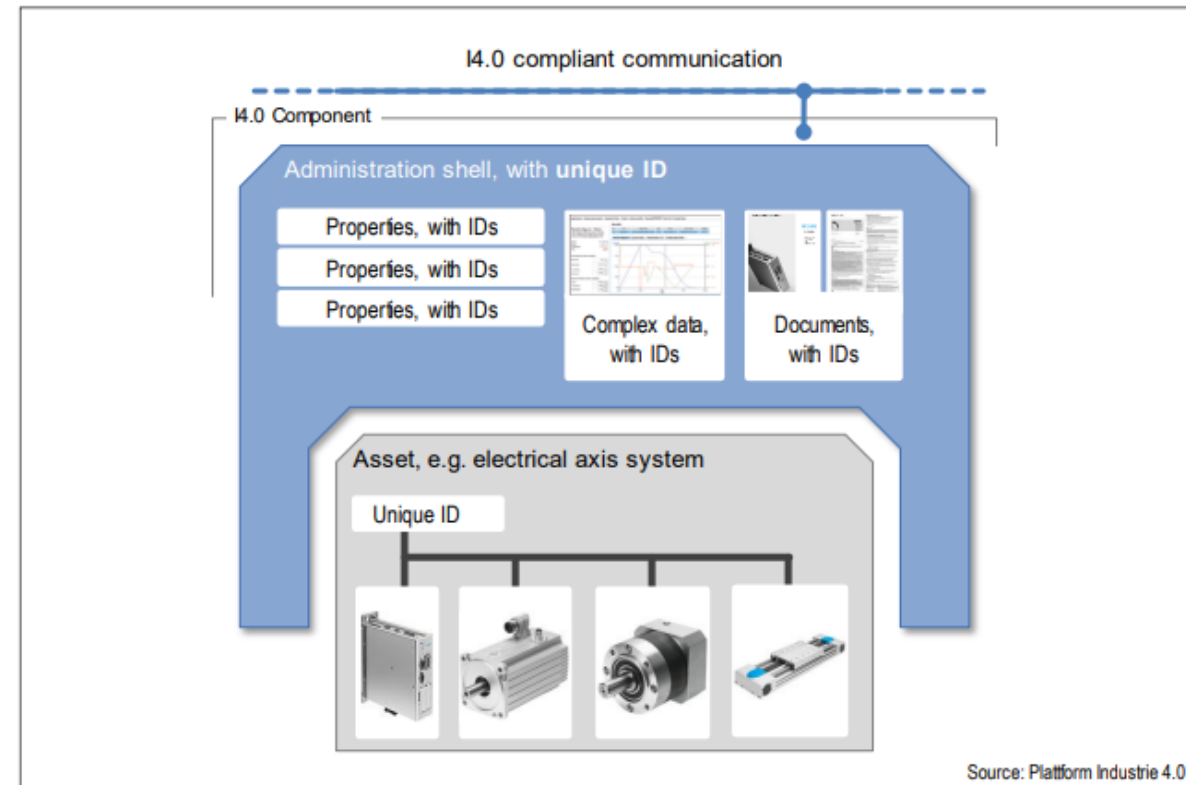 I4.0 compliant communication
I4.0 Component
Administration shell, with unique ID
Properties, with IDs
Properties, with IDs
Properties, with IDs
Complex data,
with IDs
Documents,
with IDs
Asset, e.g. electrical axis system
Unique ID
Source: Plattform Industrie 4.0